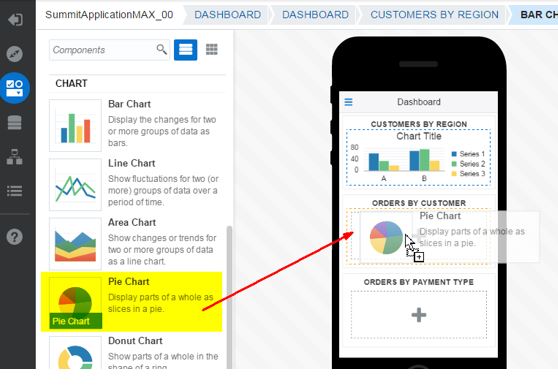 SummitApplicationMAX_00
DASHBOARD
DASHBOARD
CUSTOMERS BY REGION
BAR CH
Components
CHART
Bar Chart
Display the changes for two
or more groups of data as
bars.
Line Chart
Show fluctuations for two (or
more) groups of data over a
period of time.
Area Chart
Show changes or trends for
two or more groups of data
as a line chart.
Pie Chart
Display parts of a whole as
slices in a pie.
Pie Chart
Donut Chart
Show parts of a whole in the
shape of a ring.
Dashboard
CUSTOMERS BY REGION
Chart Title
80
40
0
A
B
Series 1
Series 2
Series 3
ORDERS BY CUSTOMER
Pie Chart
Display parts of a whole as
slices in a pie.
ORDERS BY PAYMENT TYPE